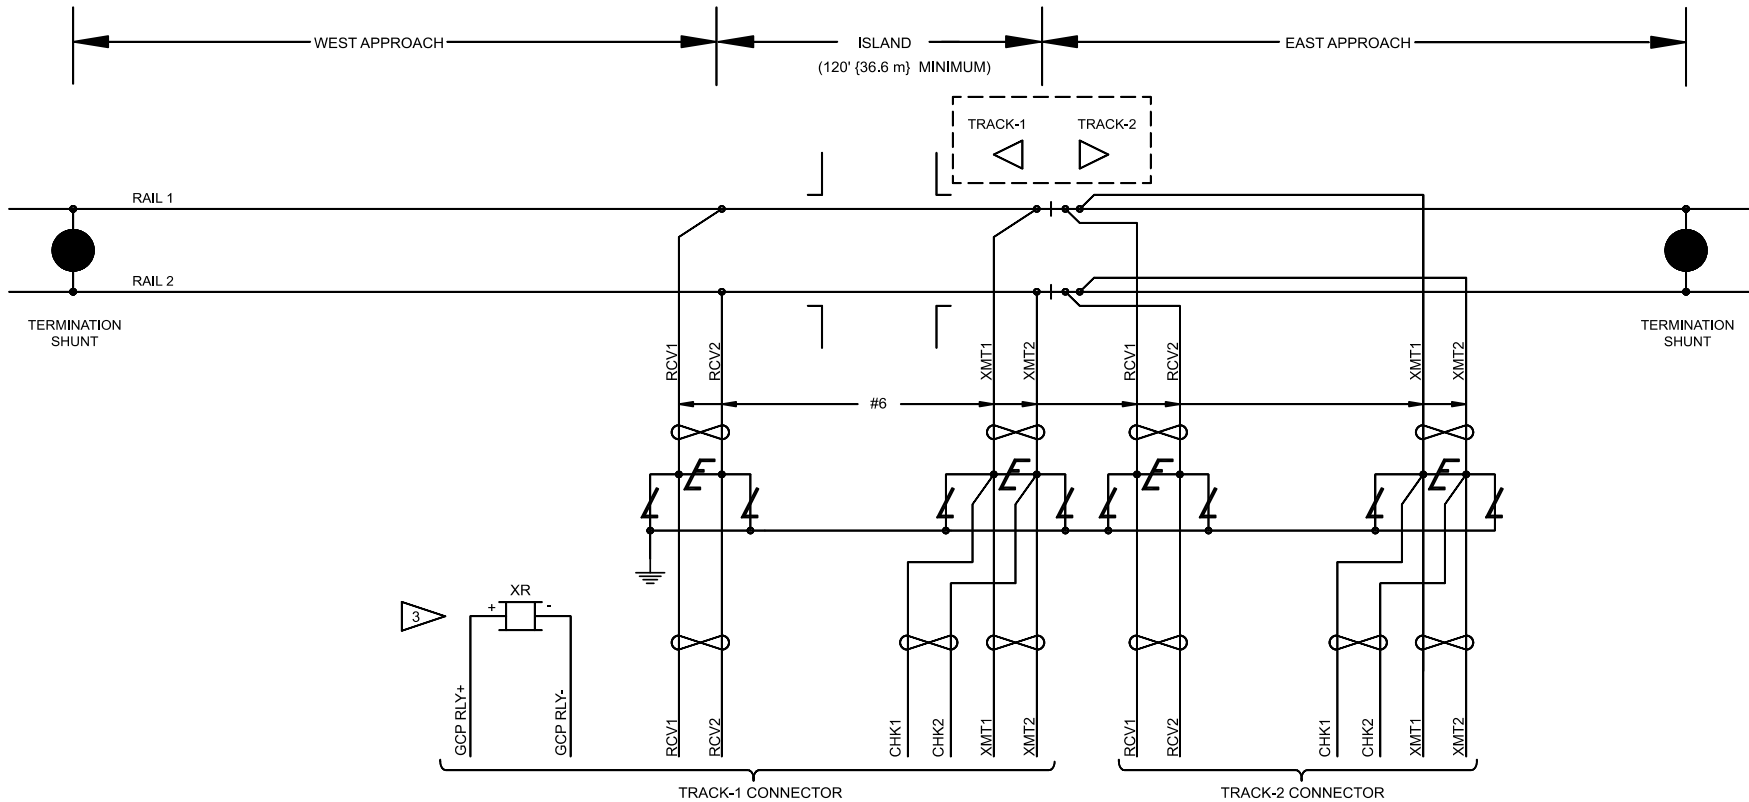 WEST APPROACH
ISLAND
(120' {36.6 m} MINIMUM)
EAST APPROACH
TRACK-1
TRACK-2
RAIL 1
RAIL 2
TERMINATION
SHUNT
TERMINATION
SHUNT
RCV1
RCV2
XMT1
XMT2
RCV1
RCV2
XMT1
XMT2
#6
3
XR
+
-
GCP RLY+
GCP RLY-
RCV1
RCV2
CHK1
CHK2
XMT1
XMT2
RCV1
RCV2
CHK1
CHK2
XMT1
XMT2
TRACK-1 CONNECTOR
TRACK-2 CONNECTOR